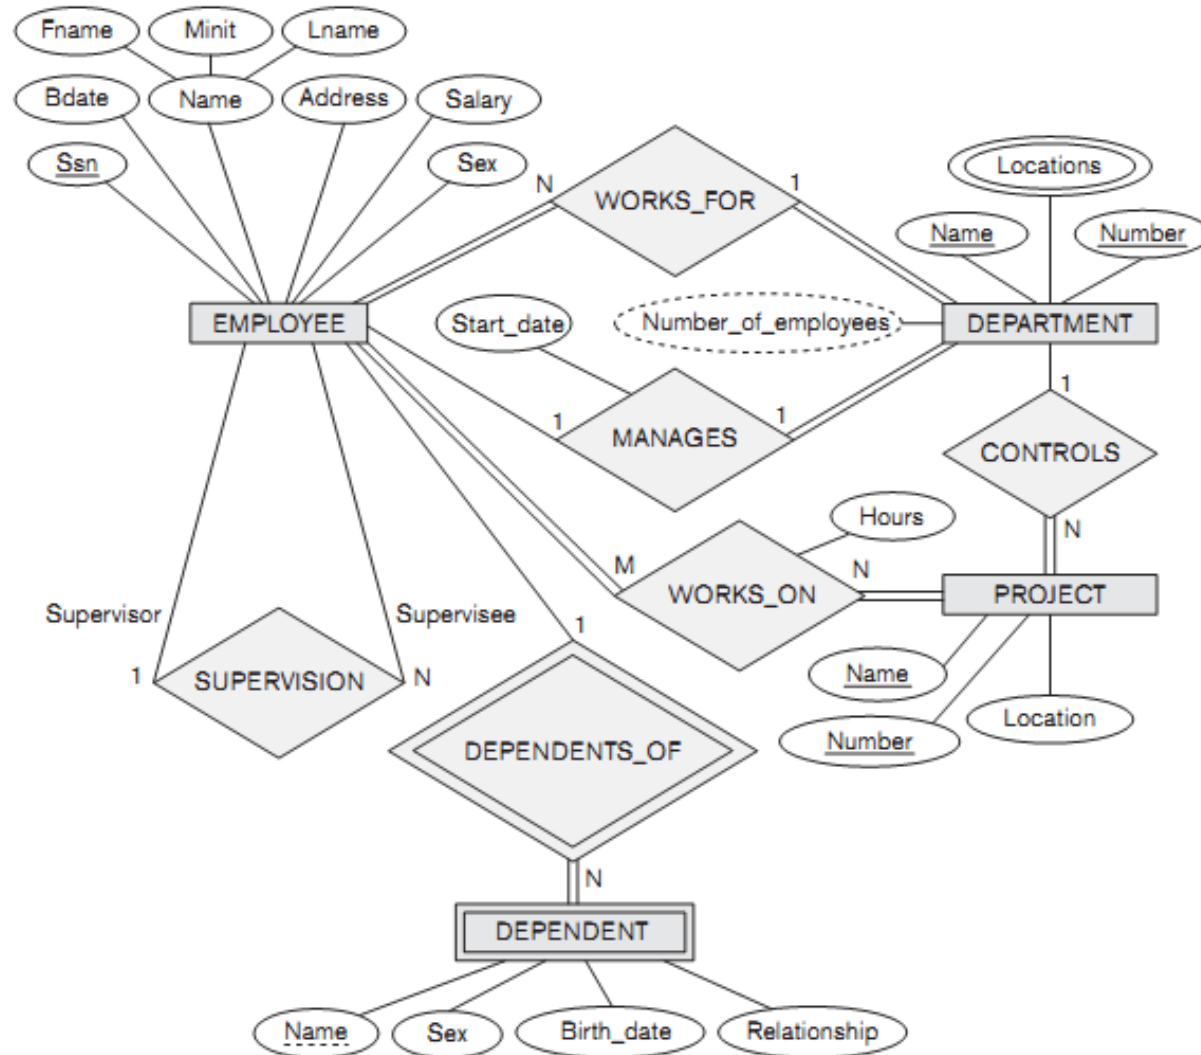 Fname
Minit
Lname
Bdate
Name
Address
Salary
Ssn
Sex
Locations
N
WORKS_FOR
1
Name
Number
EMPLOYEE
Start_date
Number_of_employees
DEPARTMENT
1
MANAGES
1
1
CONTROLS
N
Hours
M
WORKS_ON
N
PROJECT
Supervisor
Supervisee
1
SUPERVISION
N
1
Name
Location
Number
DEPENDENTS_OF
N
DEPENDENT
Name
Sex
Birth_date
Relationship